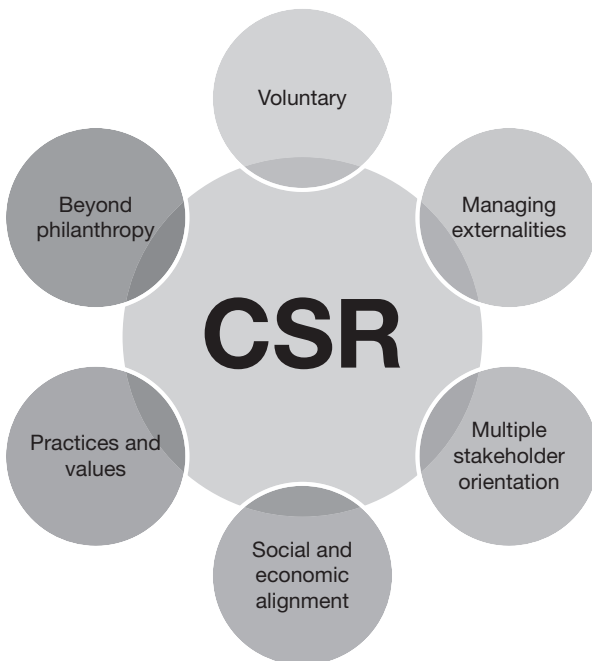 Voluntary
Managing
externalities
Multiple
stakeholder
orientation
Social and
economic
alignment
Practices and
values
Beyond
philanthropy
CSR